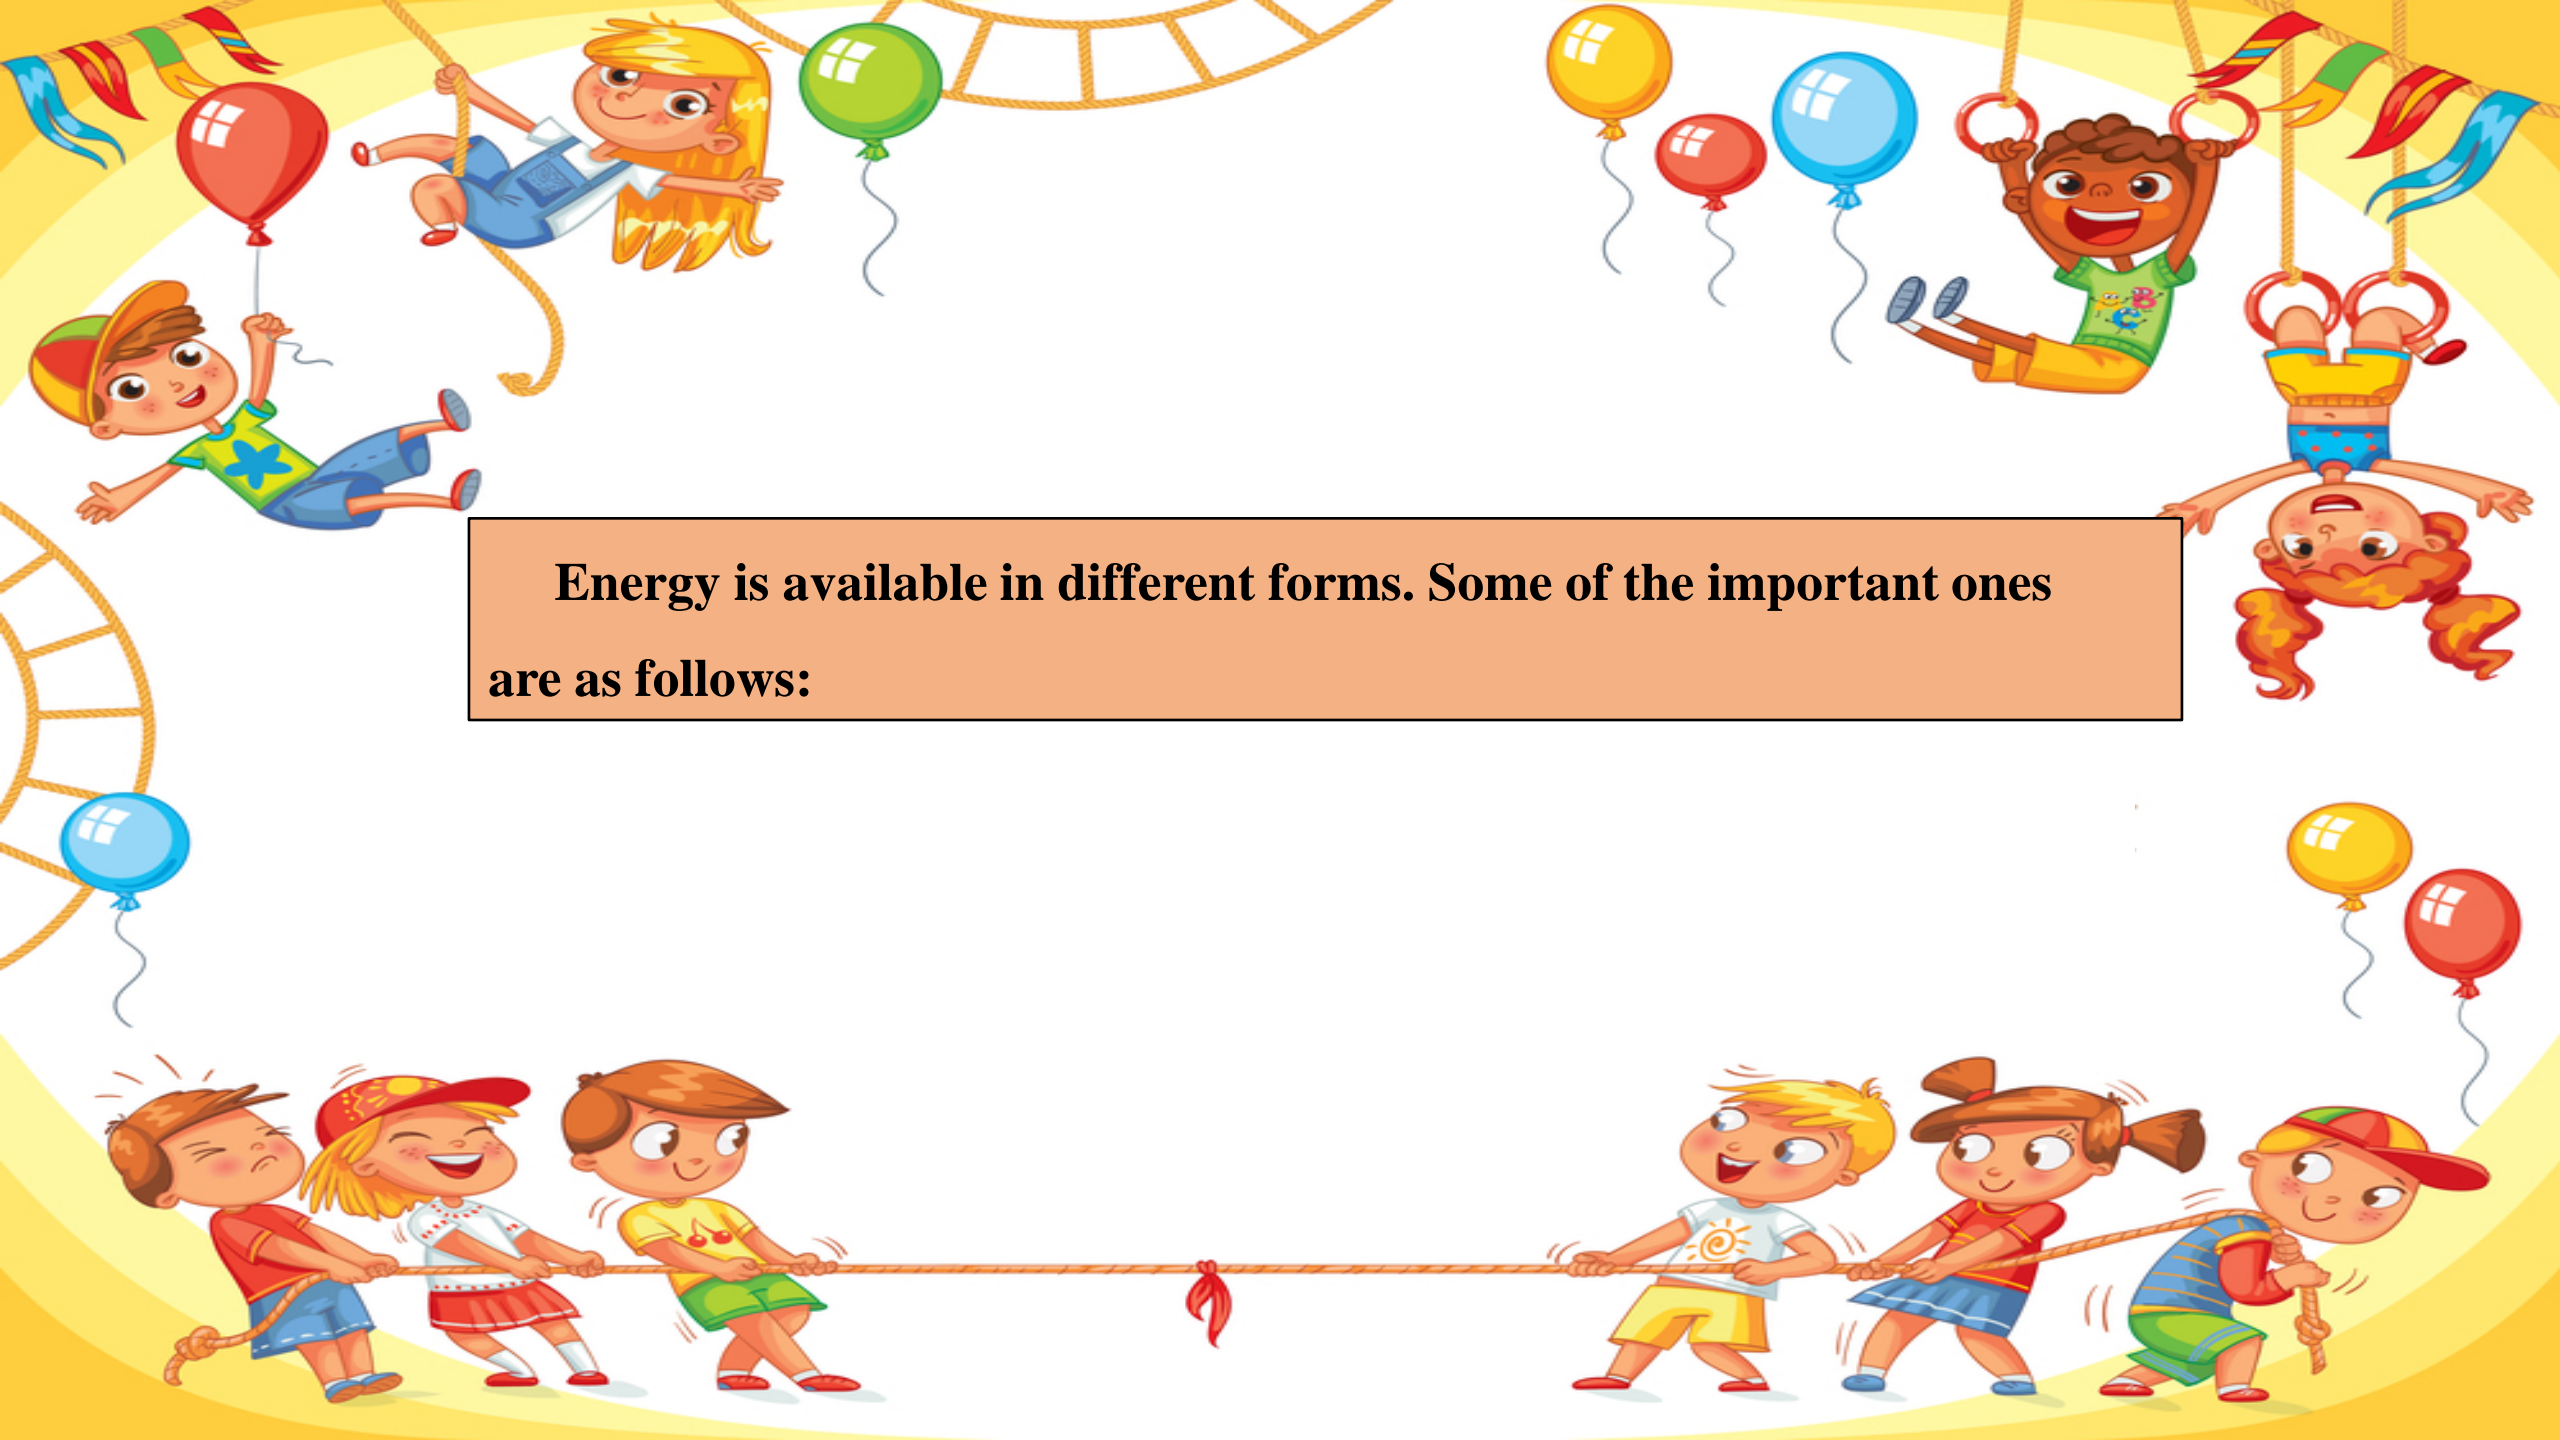 Energy is available in different forms. Some of the important ones
are as follows: